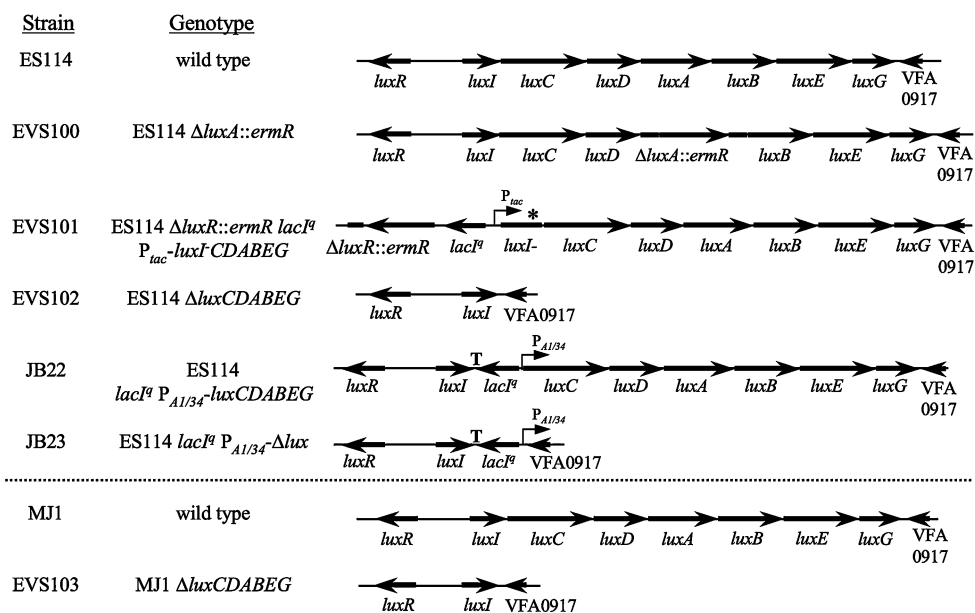 Strain Genotype
ES114 wild type
luxR luxI luxC luxD luxA luxB luxE luxG VFA
0917
EVS100 ES114 ΔluxA::ermR
luxR luxI luxC luxD ΔluxA::ermR luxB luxE luxG VFA
0917
Ptac
*
EVS101 ES114 ΔluxR::ermR lacIq
Ptac-luxI-CDABEG
ΔluxR::ermR lacIq luxI- luxC luxD luxA luxB luxE luxG VFA
0917
EVS102 ES114 ΔluxCDABEG
luxR luxI VFA0917
PA1/34
T
JB22 ES114
lacIq PA1/34-luxCDABEG
luxR luxI lacIq luxC luxD luxA luxB luxE luxG VFA
0917
PA1/34
T
JB23 ES114 lacIq PA1/34-Δlux
luxR luxI lacIq VFA0917
MJ1 wild type
luxR luxI luxC luxD luxA luxB luxE luxG VFA
0917
EVS103 MJ1 ΔluxCDABEG
luxR luxI VFA0917